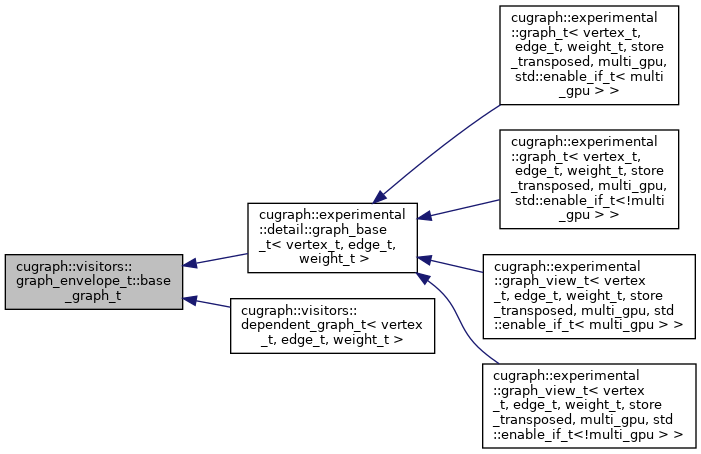 cugraph::experimental
::graph_t< vertex_t,
edge_t, weight_t, store
_transposed, multi_gpu,
std::enable_if_t< multi
_gpu > >
cugraph::experimental
::graph_t< vertex_t,
edge_t, weight_t, store
_transposed, multi_gpu,
std::enable_if_t<!multi
_gpu > >
cugraph::experimental
::detail::graph_base
_t< vertex_t, edge_t,
weight_t >
cugraph::visitors::
graph_envelope_t::base
_graph_t
cugraph::experimental
::graph_view_t< vertex
_t, edge_t, weight_t, store
_transposed, multi_gpu, std
::enable_if_t< multi_gpu > >
cugraph::visitors::
dependent_graph_t< vertex
_t, edge_t, weight_t >
cugraph::experimental
::graph_view_t< vertex
_t, edge_t, weight_t, store
_transposed, multi_gpu, std
::enable_if_t<!multi_gpu > >